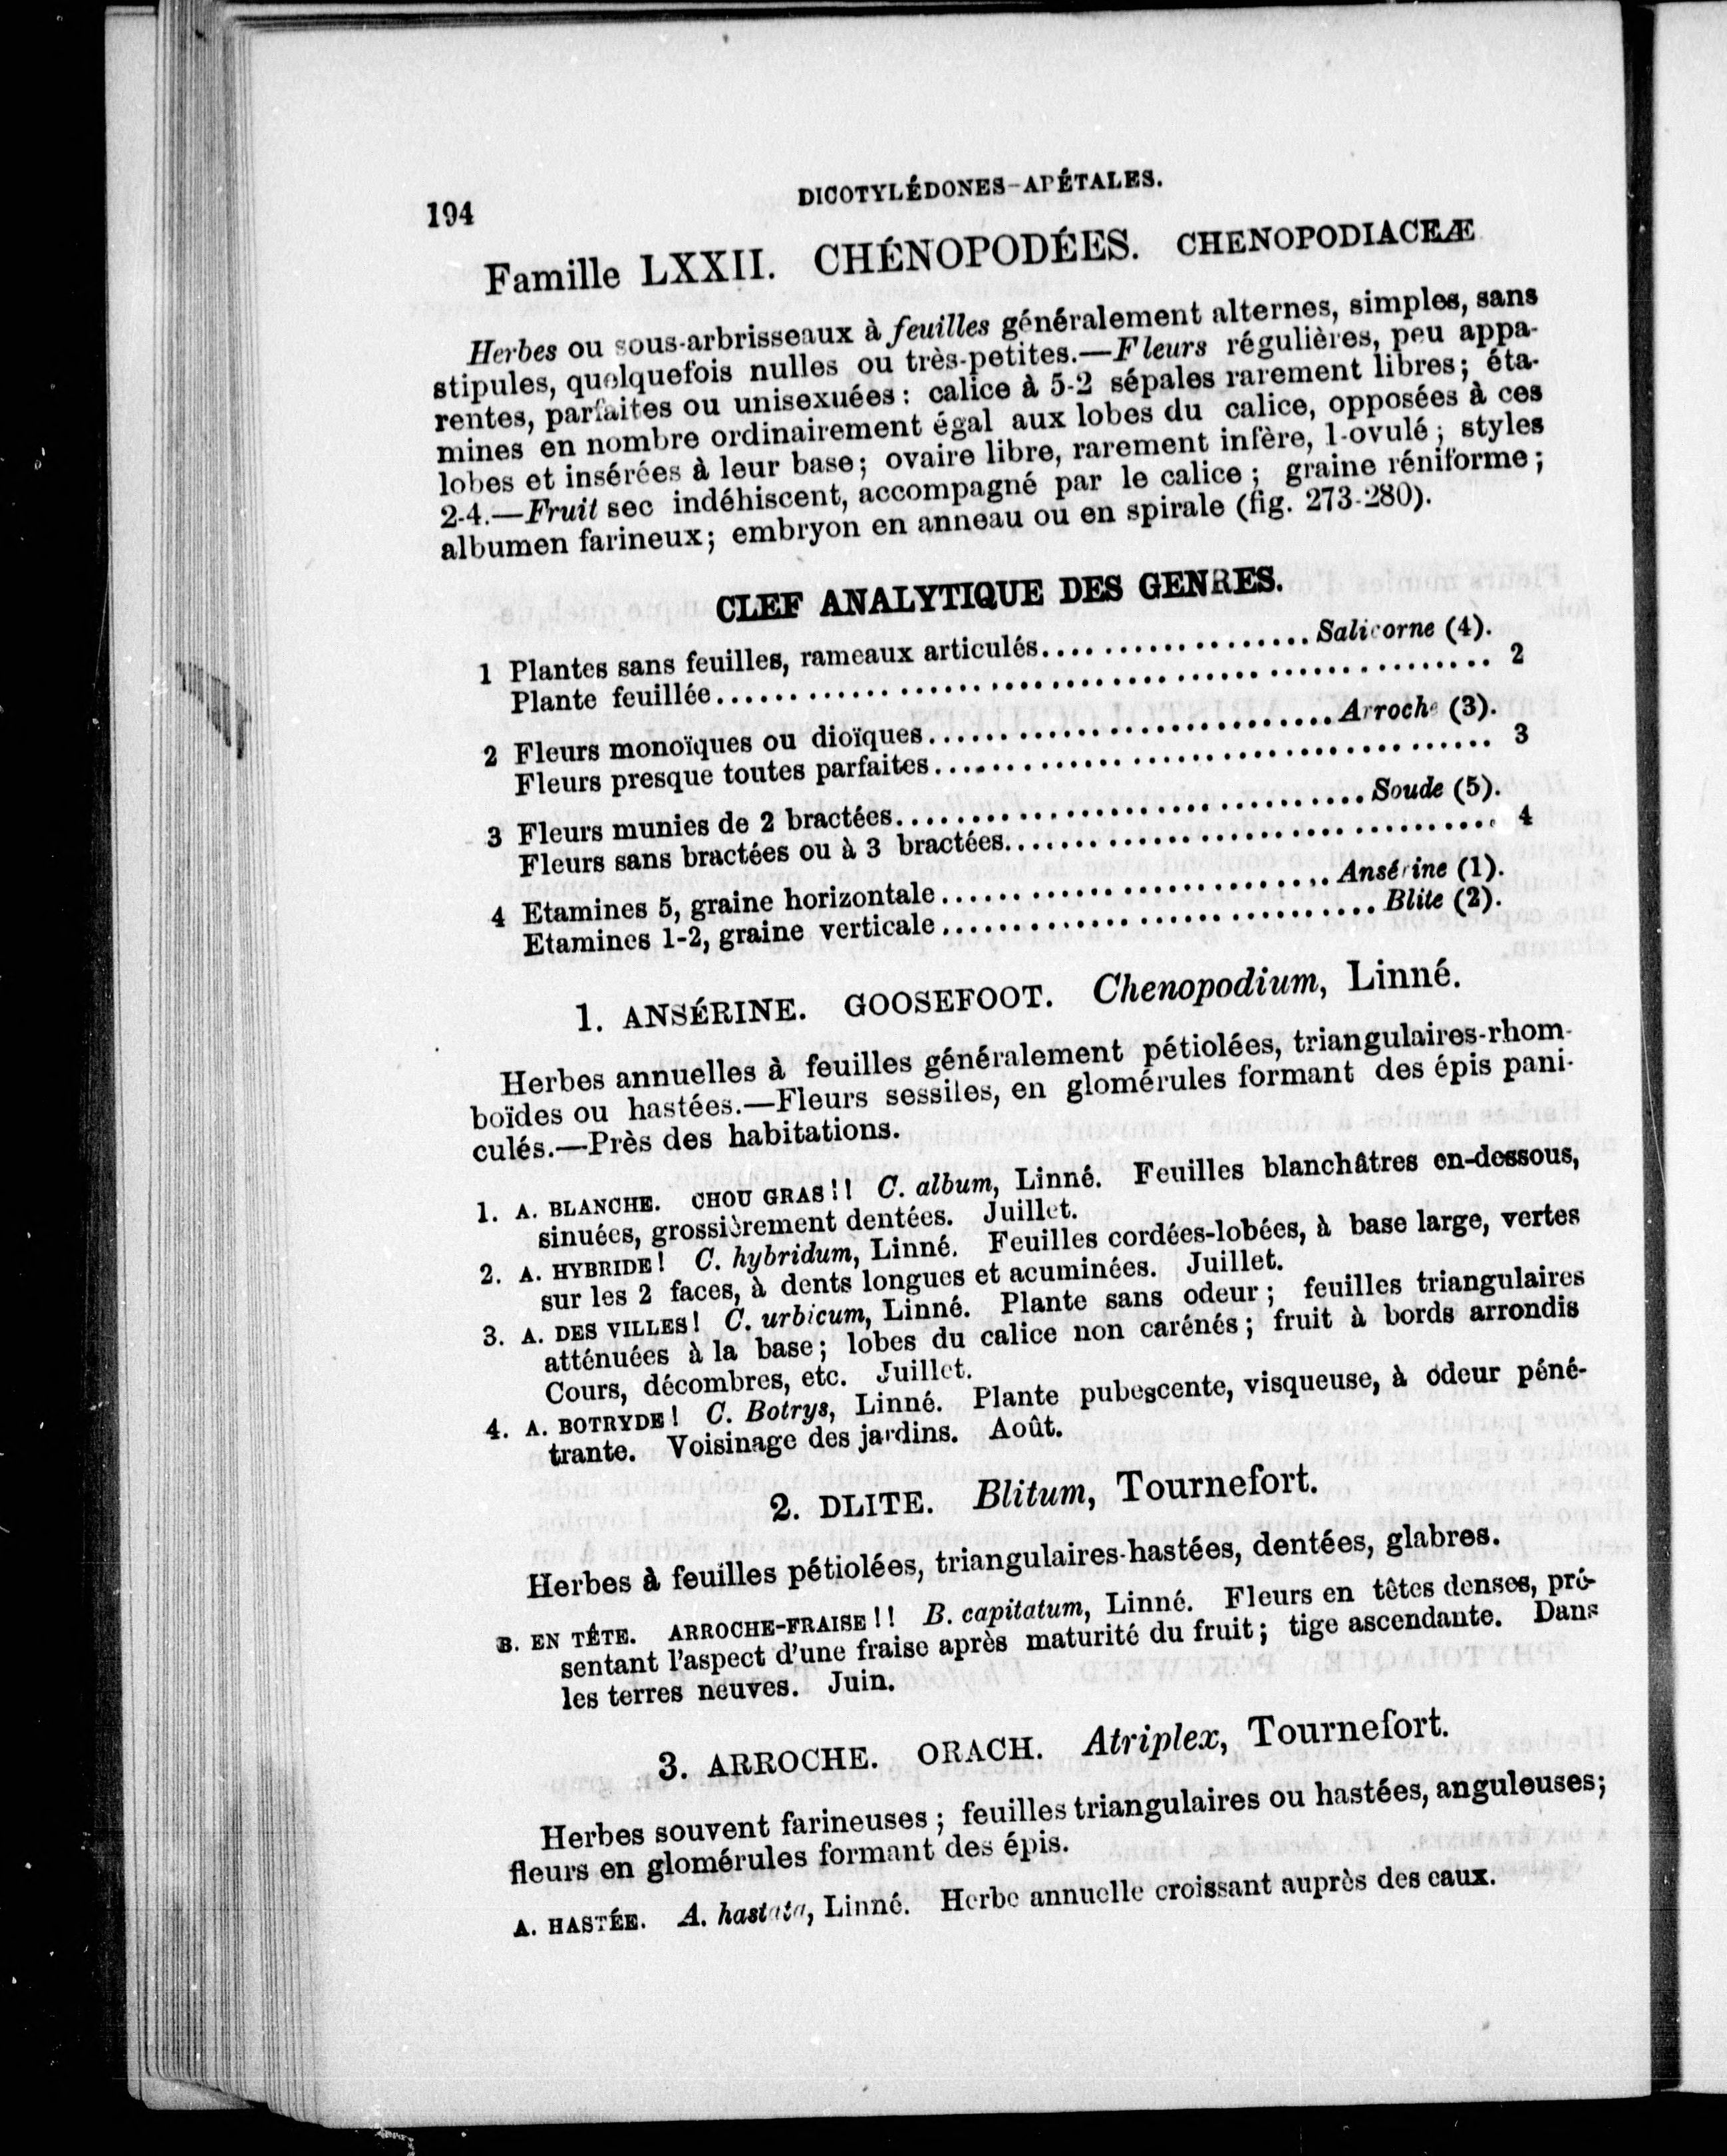 194
DICOTYLÉDONES-APÉTALES.
Famille LXXII. CHÉNOPODÉES. CHENOPODIACEÆ
Herbes ou sous-arbrisseaux à feuilles généralement alternes, simples, sans
stipules, quelquefois nulles ou très-petites.—Fleurs régulières, peu appa-
rentes, parfaites ou unisexuées : calice à 5-2 sépales rarement libres ; éta-
mines en nombre ordinairement égal aux lobes du calice, opposées à ces
lobes et insérées à leur base ; ovaire libre, rarement infère, 1-ovulé ; styles
2-4.—Fruit sec indéhiscent, accompagné par le calice ; graine réniforme ;
albumen farineux ; embryon en anneau ou en spirale (fig. 273-280).
CLEF ANALYTIQUE DES GENRES.
1 Plantes sans feuilles, rameaux articulés.................. Salicorne (4).
Plante feuillée.................................................. 2
2 Fleurs monoïques ou dioïques........................... Arroche (3).
Fleurs presque toutes parfaites..................................... 3
3 Fleurs munies de 2 bractées............................... Soude (5).
Fleurs sans bractées ou à 3 bractées................................ 4
4 Etamines 5, graine horizontale.......................... Ansérine (1).
Etamines 1-2, graine verticale............................. Blite (2).
1. ANSÉRINE. GOOSEFOOT. Chenopodium, Linné.
Herbes annuelles à feuilles généralement pétiolées, triangulaires-rhom-
boïdes ou hastées.—Fleurs sessiles, en glomérules formant des épis pani-
culés.—Près des habitations.
1. A. BLANCHE. CHOU GRAS !! C. album, Linné. Feuilles blanchâtres en-dessous,
sinuées, grossièrement dentées. Juillet.
2. A. HYBRIDE ! C. hybridum, Linné. Feuilles cordées-lobées, à base large, vertes
sur les 2 faces, à dents longues et acuminées. Juillet.
3. A. DES VILLES ! C. urbicum, Linné. Plante sans odeur ; feuilles triangulaires
atténuées à la base ; lobes du calice non carénés ; fruit à bords arrondis
Cours, décombres, etc. Juillet.
4. A. BOTRYDE ! C. Botrys, Linné. Plante pubescente, visqueuse, à odeur péné-
trante. Voisinage des jardins. Août.
2. DLITE. Blitum, Tournefort.
Herbes à feuilles pétiolées, triangulaires-hastées, dentées, glabres.
B. EN TÊTE. ARROCHE-FRAISE !! B. capitatum, Linné. Fleurs en têtes denses, pré-
sentant l'aspect d'une fraise après maturité du fruit ; tige ascendante. Dans
les terres neuves. Juin.
3. ARROCHE. ORACH. Atriplex, Tournefort.
Herbes souvent farineuses ; feuilles triangulaires ou hastées, anguleuses ;
fleurs en glomérules formant des épis.
A. HASTÉE. A. hastata, Linné. Herbe annuelle croissant auprès des eaux.